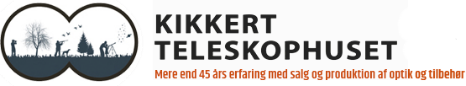 KIKKERT
TELESKOPHUSET
Mere end 45 års erfaring med salg og produktion af optik og tilbehør